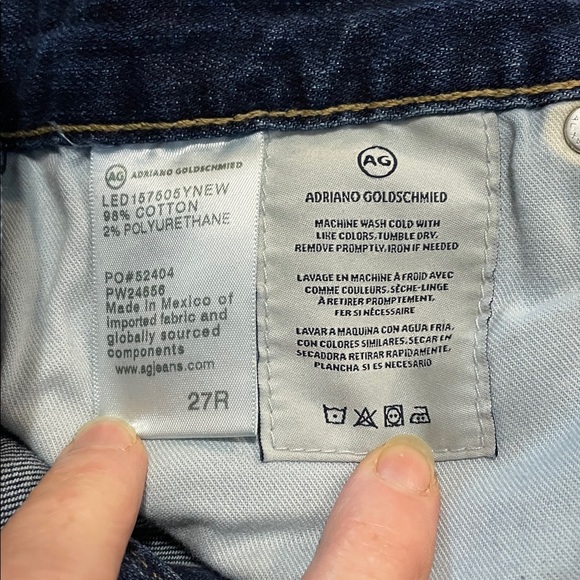 AG ADRIANO GOLDSCHMIED
LED157505YNEW
98% COTTON
2% POLYURETHANE
PO#52404
PW24656
Made in Mexico of
imported fabric and
globally sourced
components
www.agjeans.com
27R
AG
ADRIANO GOLDSCHMIED
MACHINE WASH COLD WITH
LIKE COLORS, TUMBLE DRY.
REMOVE PROMPTLY, IRON IF NEEDED
LAVAGE EN MACHINE À FROID AVEC
COMME COULEURS. SÈCHE-LINGE
À RETIRER PROMPTEMENT,
FER SI NÉCESSAIRE
LAVAR A MAQUINA CON AGUA FRIA,
CON COLORES SIMILARES. SECAR EN
SECADORA RETIRAR RAPIDAMENTE,
PLANCHA SI ES NECESARIO